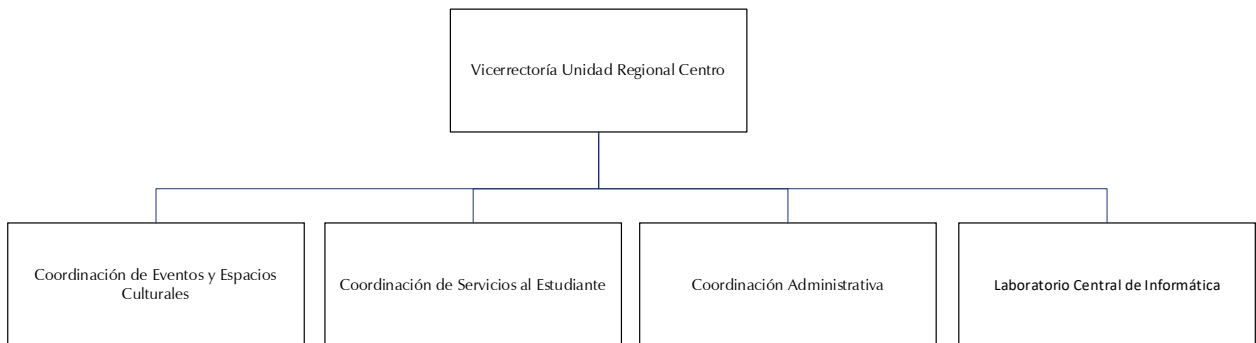 Vicerrectoría Unidad Regional Centro
Coordinación de Eventos y Espacios
Culturales
Coordinación de Servicios al Estudiante
Coordinación Administrativa
Laboratorio Central de Informática